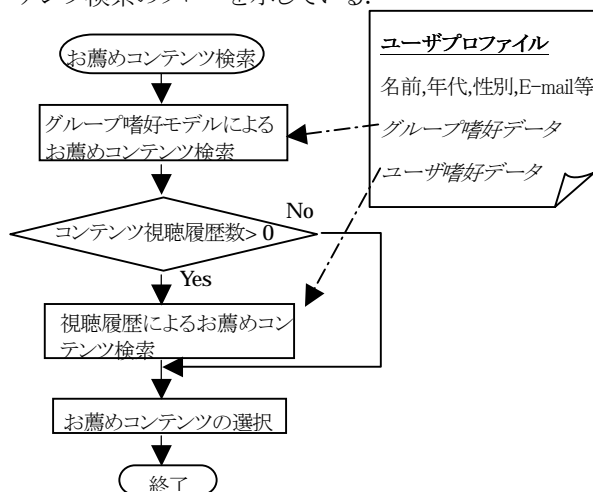 テンツ検索のフローを示している.
お薦めコンテンツ検索
グループ嗜好モデルによる
お薦めコンテンツ検索
コンテンツ視聴履歴数> 0
No
Yes
視聴履歴によるお薦めコン
テンツ検索
お薦めコンテンツの選択
終了
ユーザプロファイル
名前,年代,性別,E-mail等
グループ嗜好データ
ユーザ嗜好データ